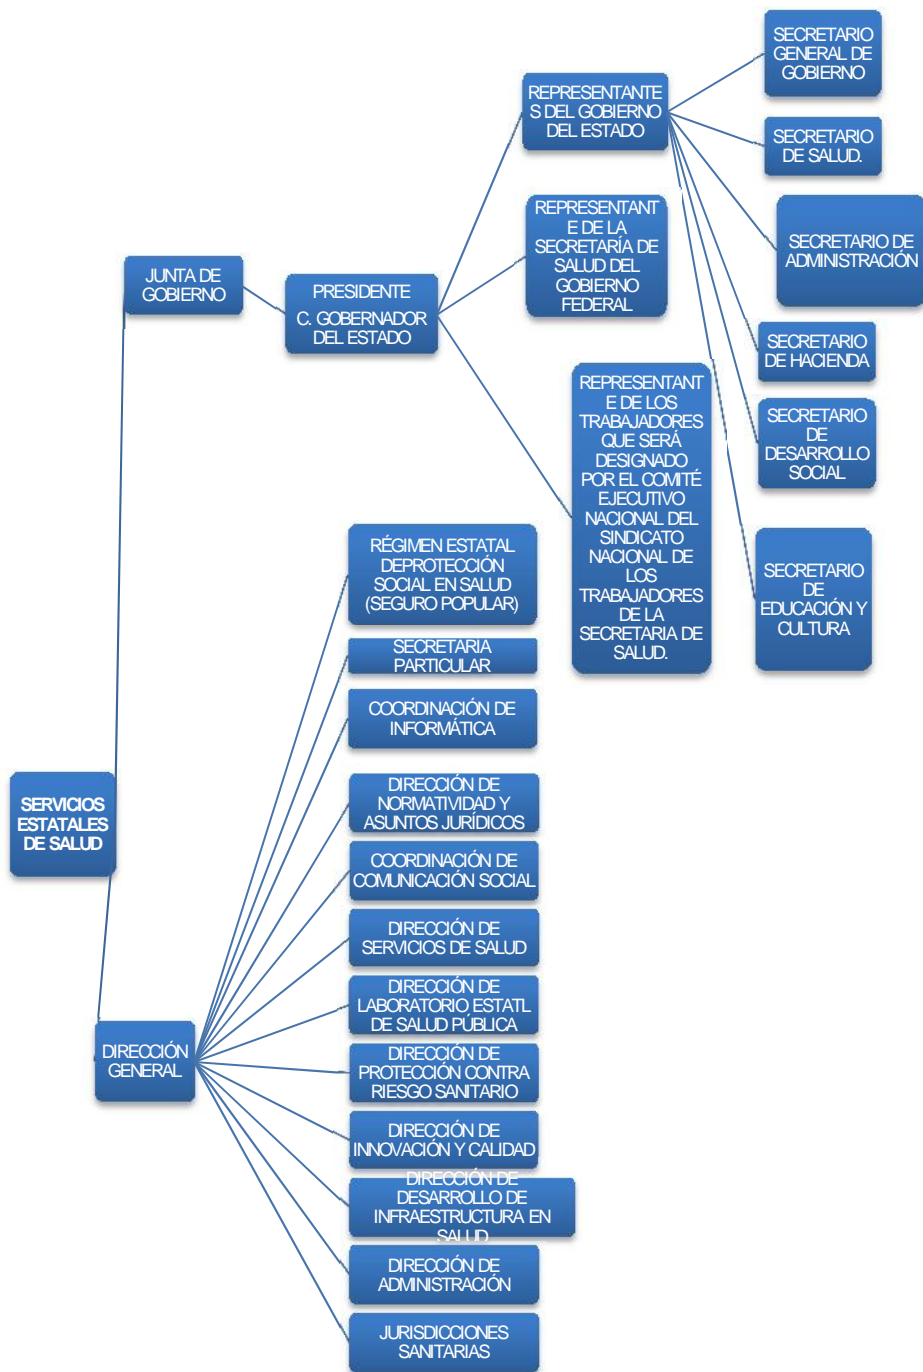 SERVICIOS
ESTATALES
DE SALUD
JUNTA DE
GOBIERNO
PRESIDENTE
C. GOBERNADOR
DEL ESTADO
REPRESENTANTE
S DEL GOBIERNO
DEL ESTADO
SECRETARIO
GENERAL DE
GOBIERNO
SECRETARIO
DE SALUD.
SECRETARIO DE
ADMINISTRACIÓN
SECRETARIO
DE HACIENDA
SECRETARIO
DE
DESARROLLO
SOCIAL
SECRETARIO
DE
EDUCACIÓN Y
CULTURA
REPRESENTANT
E DE LA
SECRETARÍA DE
SALUD DEL
GOBIERNO
FEDERAL
REPRESENTANT
E DE LOS
TRABAJADORES
QUE SERÁ
DESIGNADO
POR EL COMITÉ
EJECUTIVO
NACIONAL DEL
SINDICATO
NACIONAL DE
LOS
TRABAJADORES
DE LA
SECRETARIA DE
SALUD.
DIRECCIÓN
GENERAL
RÉGIMEN ESTATAL
DEPROTECCIÓN
SOCIAL EN SALUD
(SEGURO POPULAR)
SECRETARIA
PARTICULAR
COORDINACIÓN DE
INFORMÁTICA
DIRECCIÓN DE
NORMATIVIDAD Y
ASUNTOS JURÍDICOS
COORDINACIÓN DE
COMUNICACIÓN SOCIAL
DIRECCIÓN DE
SERVICIOS DE SALUD
DIRECCIÓN DE
LABORATORIO ESTATL
DE SALUD PÚBLICA
DIRECCIÓN DE
PROTECCIÓN CONTRA
RIESGO SANITARIO
DIRECCIÓN DE
INNOVACIÓN Y CALIDAD
DIRECCIÓN DE
DESARROLLO DE
INFRAESTRUCTURA EN
SALUD
DIRECCIÓN DE
ADMINISTRACIÓN
JURISDICCIONES
SANITARIAS